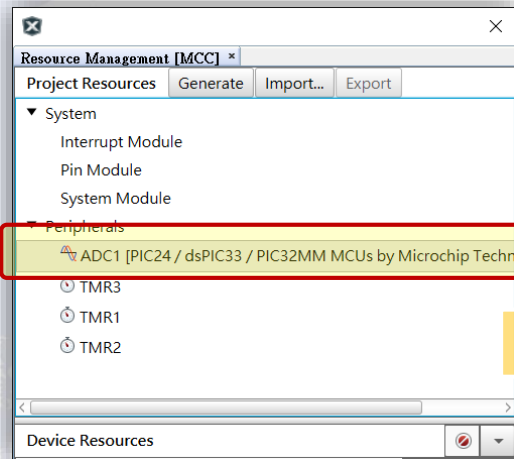 Resource Management [MCC] ×
Project Resources Generate Import... Export
System
Interrupt Module
Pin Module
System Module
Peripherals
ADC1 [PIC24 / dsPIC33 / PIC32MM MCUs by Microchip Techn
TMR3
TMR1
TMR2
Device Resources